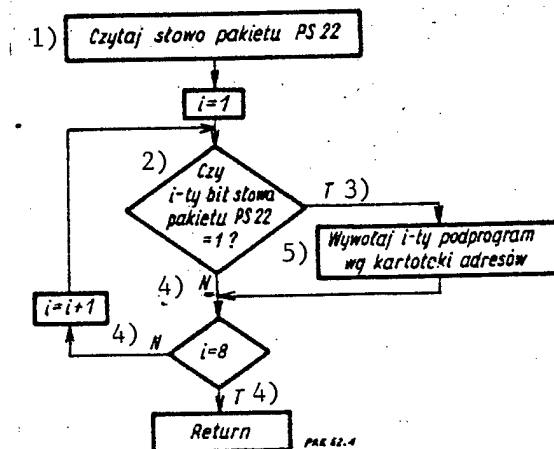 1) Czytaj słowo pakietu PS 22
i=1
2)
Czy
i-ty bit słowa
pakietu PS 22
=1?
T 3)
5) Wywołaj i-ty podprogram
wg kartoteki adresów
4) N
i=i+1
4) N
i=8
T 4)
Return